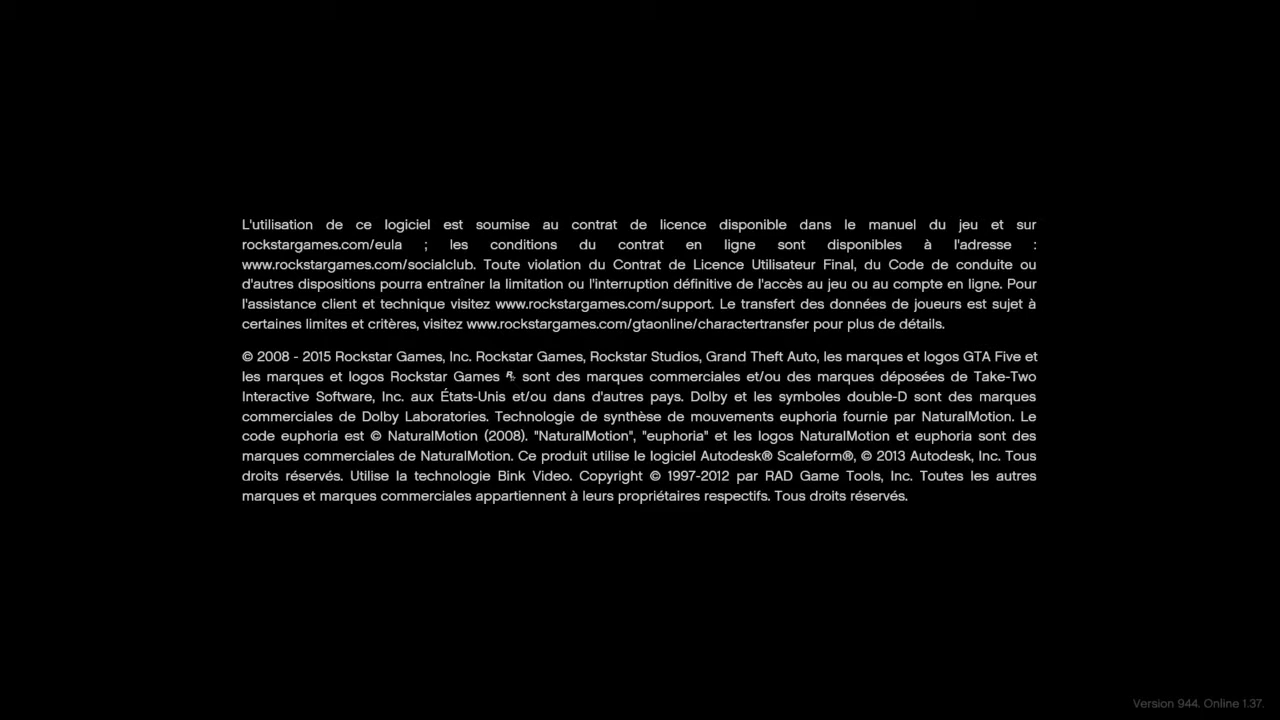 L'utilisation de ce logiciel est soumise au contrat de licence disponible dans le manuel du jeu et sur
rockstargames.com/eula ; les conditions du contrat en ligne sont disponibles à l'adresse :
www.rockstargames.com/socialclub. Toute violation du Contrat de Licence Utilisateur Final, du Code de conduite ou
d'autres dispositions pourra entraîner la limitation ou l'interruption définitive de l'accès au jeu ou au compte en ligne. Pour
l'assistance client et technique visitez www.rockstargames.com/support. Le transfert des données de joueurs est sujet à
certaines limites et critères, visitez www.rockstargames.com/gtaonline/charactertransfer pour plus de détails.
© 2008 - 2015 Rockstar Games, Inc. Rockstar Games, Rockstar Studios, Grand Theft Auto, les marques et logos GTA Five et
les marques et logos Rockstar Games R* sont des marques commerciales et/ou des marques déposées de Take-Two
Interactive Software, Inc. aux États-Unis et/ou dans d'autres pays. Dolby et les symboles double-D sont des marques
commerciales de Dolby Laboratories. Technologie de synthèse de mouvements euphoria fournie par NaturalMotion. Le
code euphoria est © NaturalMotion (2008). "NaturalMotion", "euphoria" et les logos NaturalMotion et euphoria sont des
marques commerciales de NaturalMotion. Ce produit utilise le logiciel Autodesk® Scaleform®, © 2013 Autodesk, Inc. Tous
droits réservés. Utilise la technologie Bink Video. Copyright © 1997-2012 par RAD Game Tools, Inc. Toutes les autres
marques et marques commerciales appartiennent à leurs propriétaires respectifs. Tous droits réservés.
Version 944. Online 1.37.